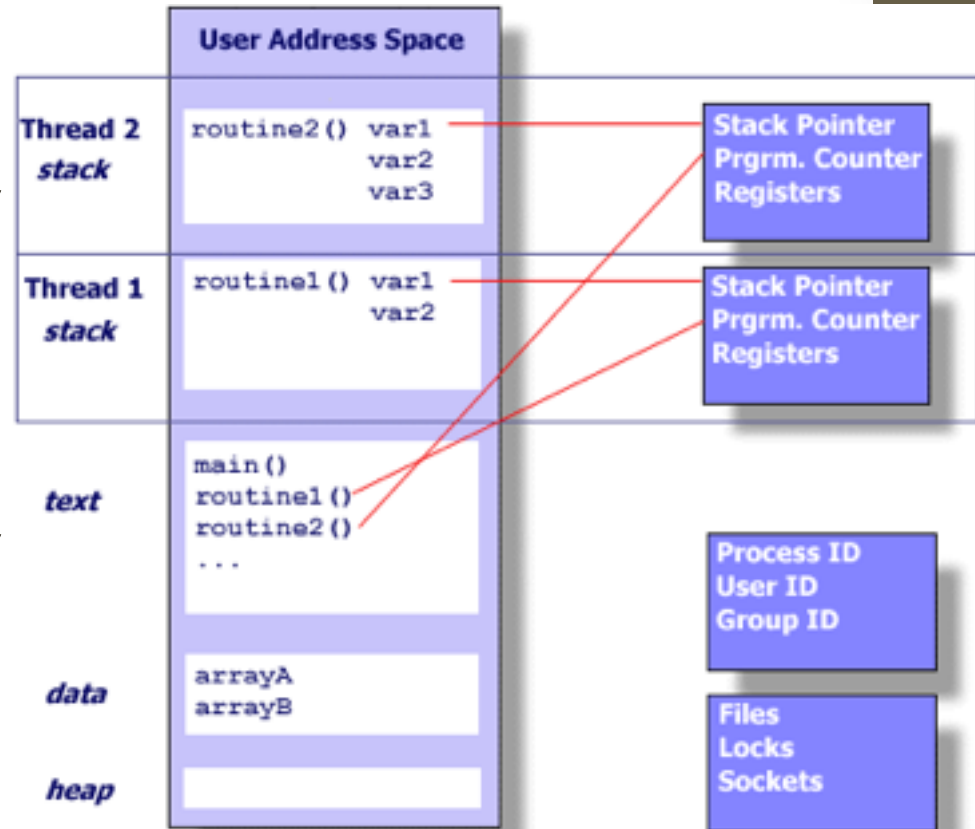 User Address Space
Thread 2
stack
routine2() var1
var2
var3
Stack Pointer
Prgrm. Counter
Registers
Thread 1
stack
routine1() var1
var2
Stack Pointer
Prgrm. Counter
Registers
text
main()
routine1()
routine2()
...
Process ID
User ID
Group ID
data
arrayA
arrayB
Files
Locks
Sockets
heap